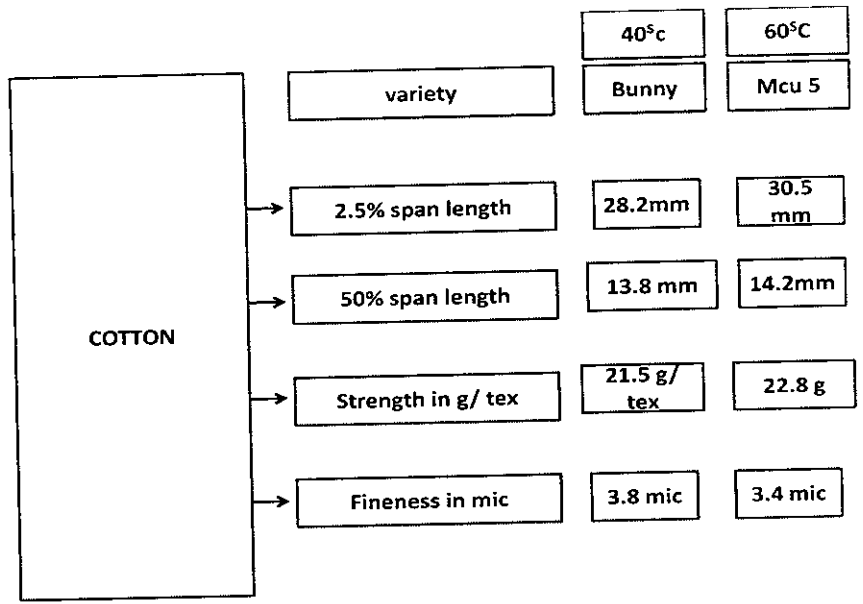 40ˢc 60ˢC
variety Bunny Mcu 5
2.5% span length 28.2mm 30.5
mm
50% span length 13.8 mm 14.2mm
COTTON
Strength in g/ tex 21.5 g/
tex 22.8 g
Fineness in mic 3.8 mic 3.4 mic